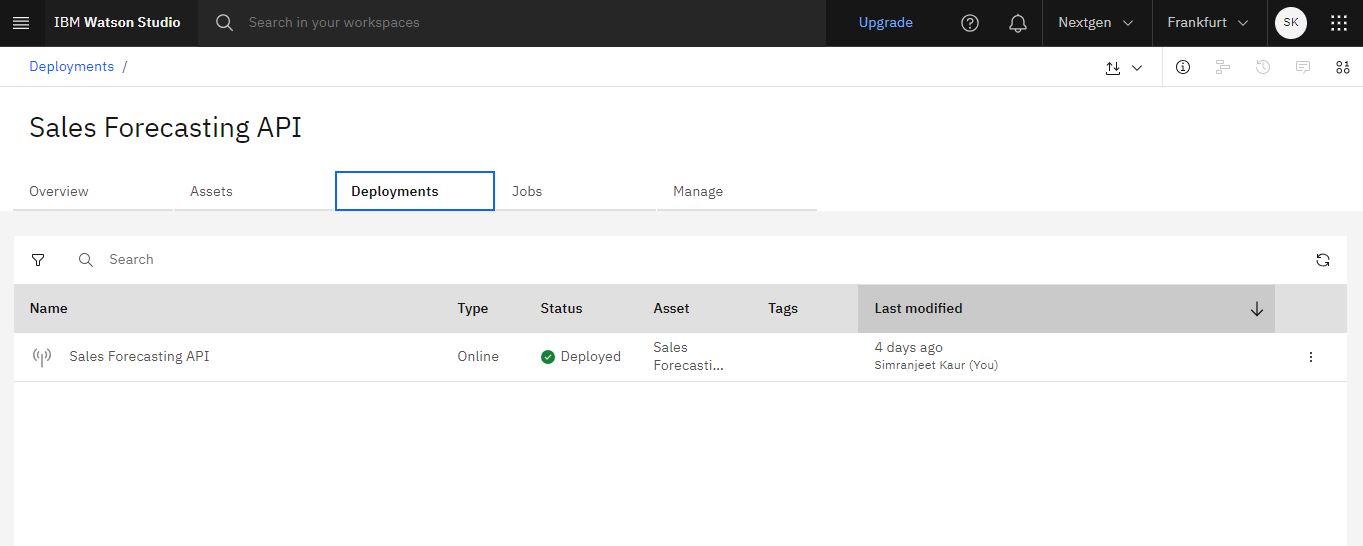 IBM Watson Studio
Search in your workspaces
Upgrade
Nextgen
Frankfurt
SK
Deployments /
Sales Forecasting API
Overview
Assets
Deployments
Jobs
Manage
Search
Name
Type
Status
Asset
Tags
Last modified
Sales Forecasting API
Online
Deployed
Sales
Forecasti...
4 days ago
Simranjeet Kaur (You)